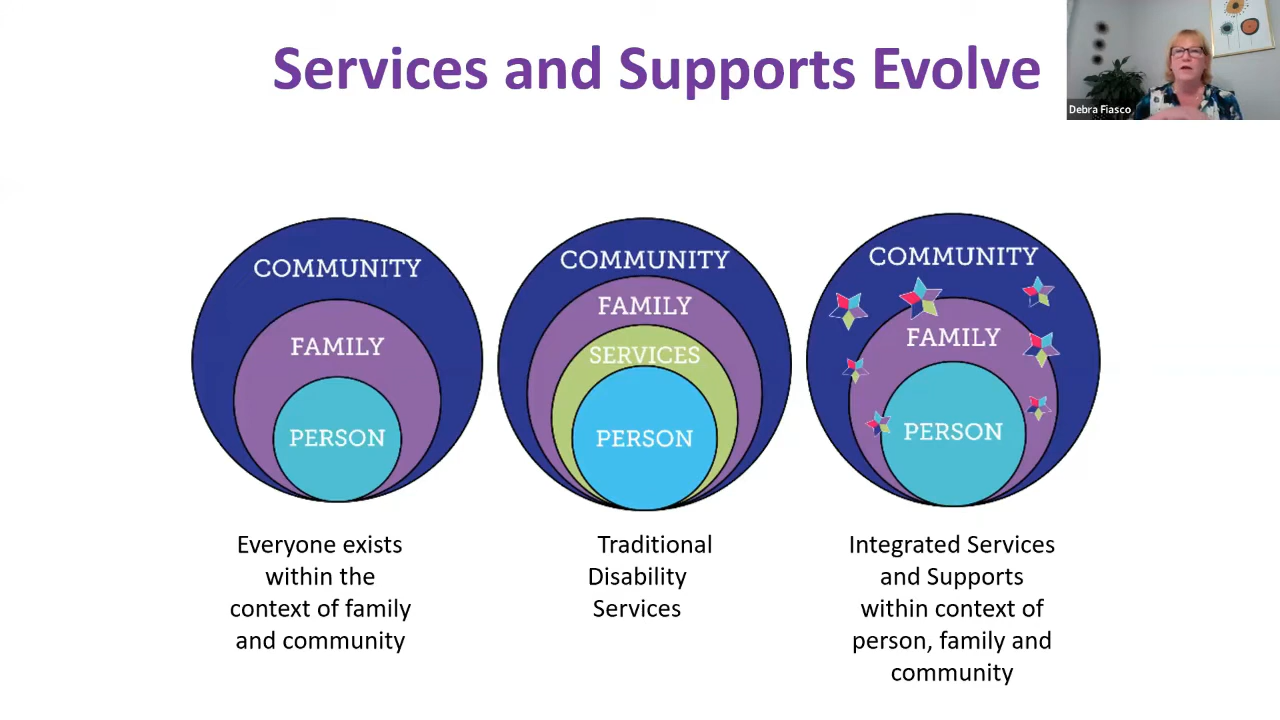 Services and Supports Evolve
Debra Fiasco
COMMUNITY
FAMILY
PERSON
Everyone exists
within the
context of family
and community
COMMUNITY
FAMILY
SERVICES
PERSON
Traditional
Disability
Services
COMMUNITY
FAMILY
PERSON
Integrated Services
and Supports
within context of
person, family and
community